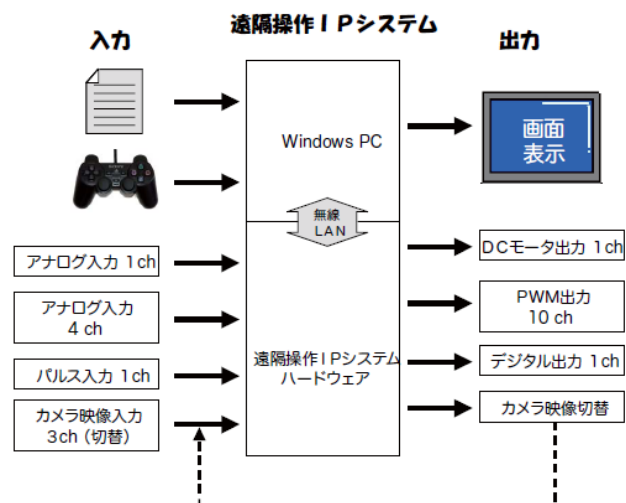 遠隔操作IPシステム
入力
出力
Windows PC
画面
表示
無線
LAN
アナログ入力 1ch
アナログ入力
4 ch
パルス入力 1ch
カメラ映像入力
3ch (切替)
遠隔操作IPシステム
ハードウェア
DCモータ出力 1ch
PWM出力
10 ch
デジタル出力 1ch
カメラ映像切替